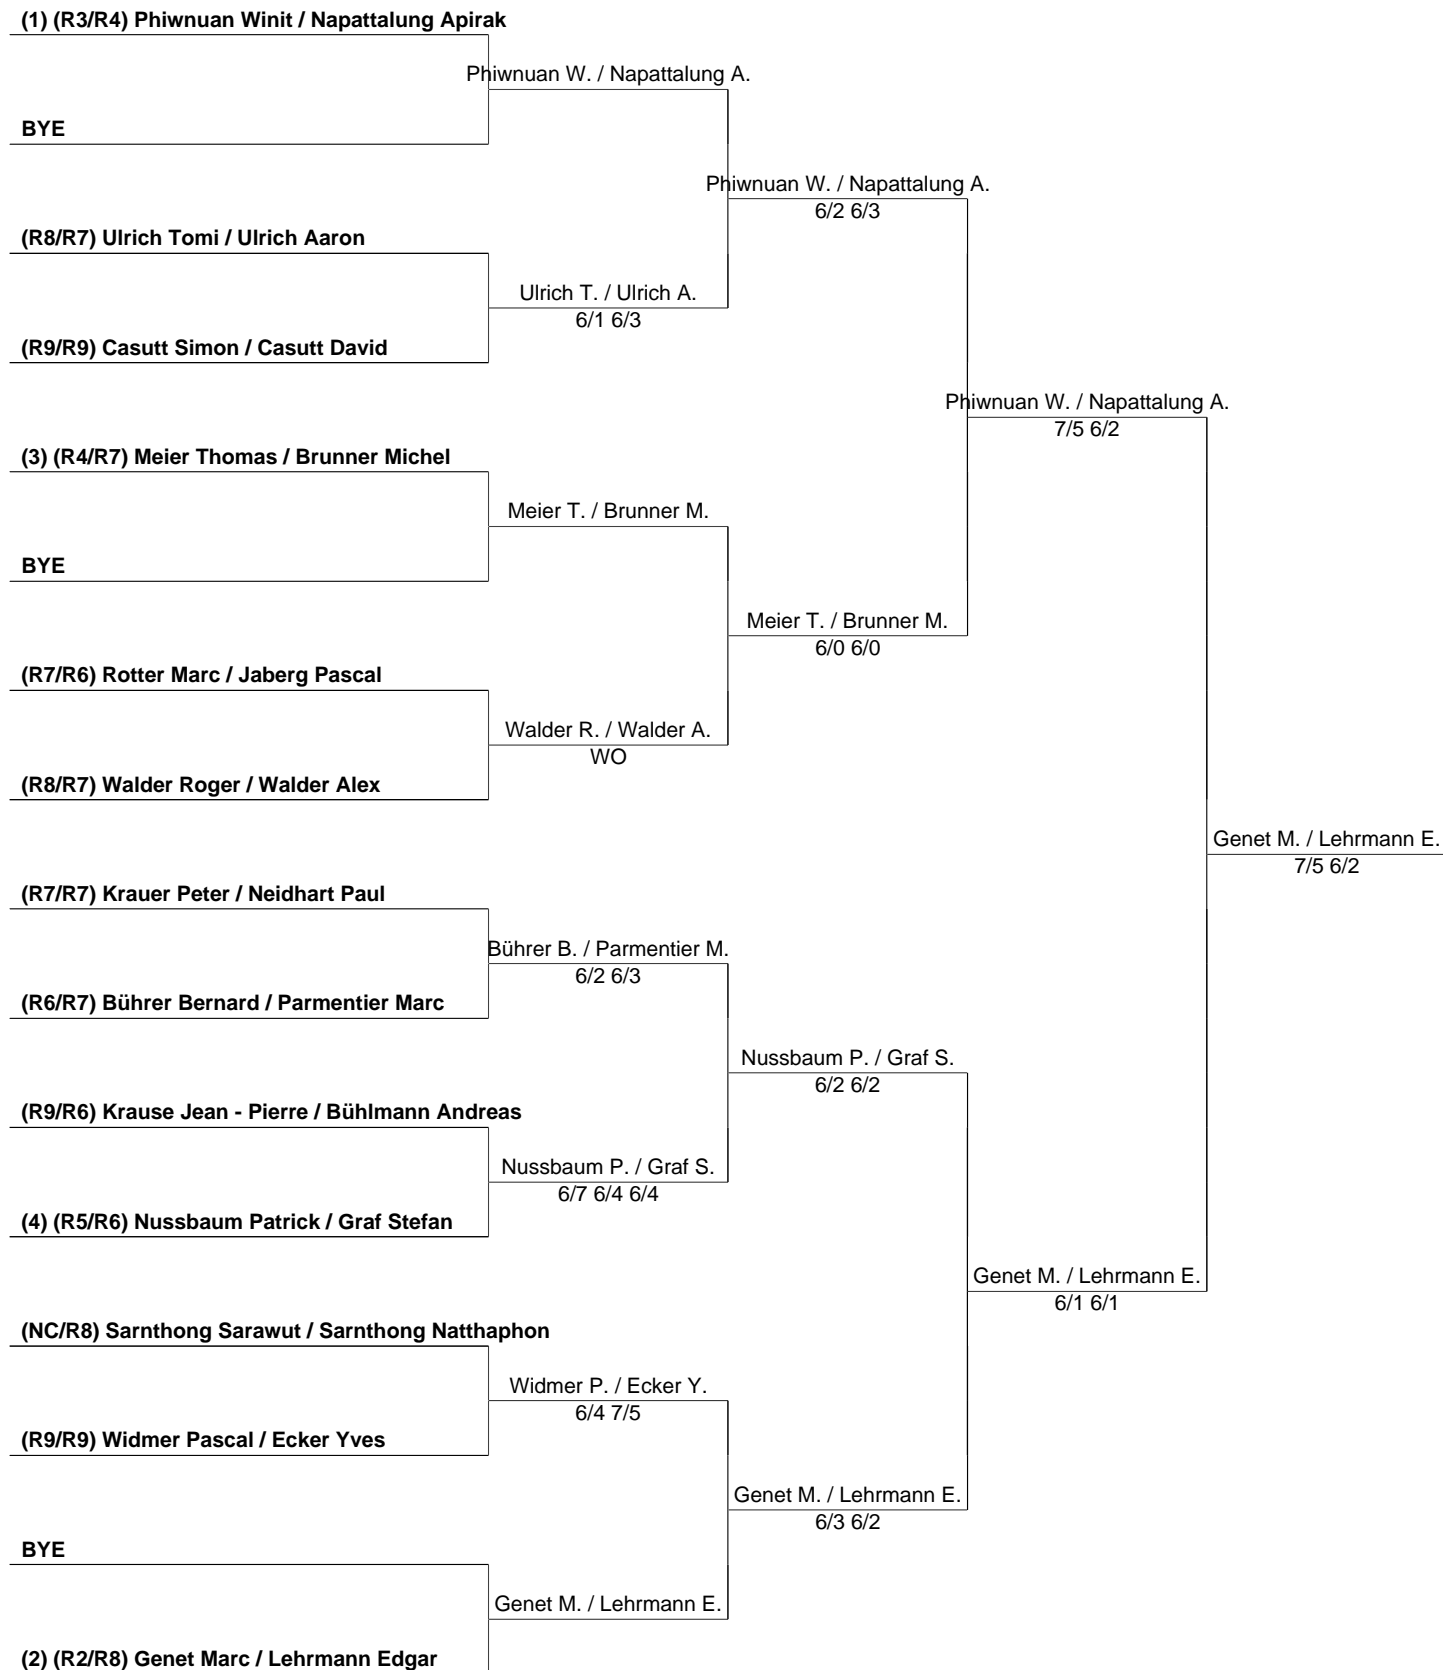 (1) (R3/R4) Phiwnuan Winit / Napattalung Apirak
Phiwnuan W. / Napattalung A.
BYE
Phiwnuan W. / Napattalung A.
6/2 6/3
(R8/R7) Ulrich Tomi / Ulrich Aaron
Ulrich T. / Ulrich A.
6/1 6/3
(R9/R9) Casutt Simon / Casutt David
Phiwnuan W. / Napattalung A.
7/5 6/2
(3) (R4/R7) Meier Thomas / Brunner Michel
Meier T. / Brunner M.
BYE
Meier T. / Brunner M.
6/0 6/0
(R7/R6) Rotter Marc / Jaberg Pascal
Walder R. / Walder A.
WO
(R8/R7) Walder Roger / Walder Alex
Genet M. / Lehrmann E.
7/5 6/2
(R7/R7) Krauer Peter / Neidhart Paul
Bührer B. / Parmentier M.
6/2 6/3
(R6/R7) Bührer Bernard / Parmentier Marc
Nussbaum P. / Graf S.
6/2 6/2
(R9/R6) Krause Jean - Pierre / Bühlmann Andreas
Nussbaum P. / Graf S.
6/7 6/4 6/4
(4) (R5/R6) Nussbaum Patrick / Graf Stefan
Genet M. / Lehrmann E.
6/1 6/1
(NC/R8) Sarnthong Sarawut / Sarnthong Natthaphon
Widmer P. / Ecker Y.
6/4 7/5
(R9/R9) Widmer Pascal / Ecker Yves
Genet M. / Lehrmann E.
6/3 6/2
BYE
Genet M. / Lehrmann E.
(2) (R2/R8) Genet Marc / Lehrmann Edgar